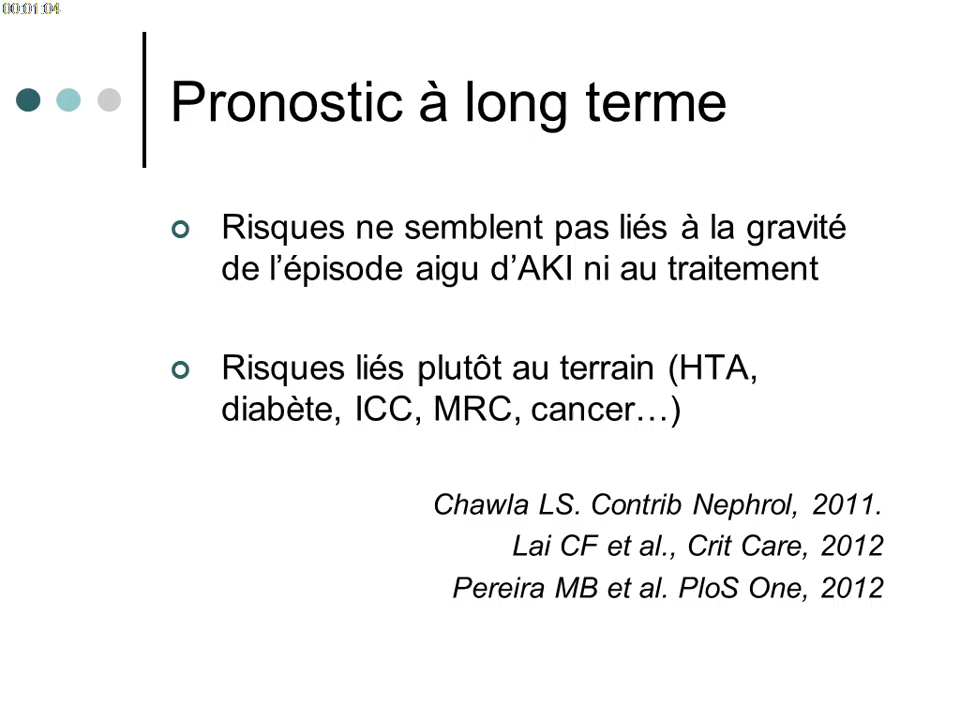 00:01:04
Pronostic à long terme
Risques ne semblent pas liés à la gravité
de l’épisode aigu d’AKI ni au traitement
Risques liés plutôt au terrain (HTA,
diabète, ICC, MRC, cancer…)
Chawla LS. Contrib Nephrol, 2011.
Lai CF et al., Crit Care, 2012
Pereira MB et al. PloS One, 2012